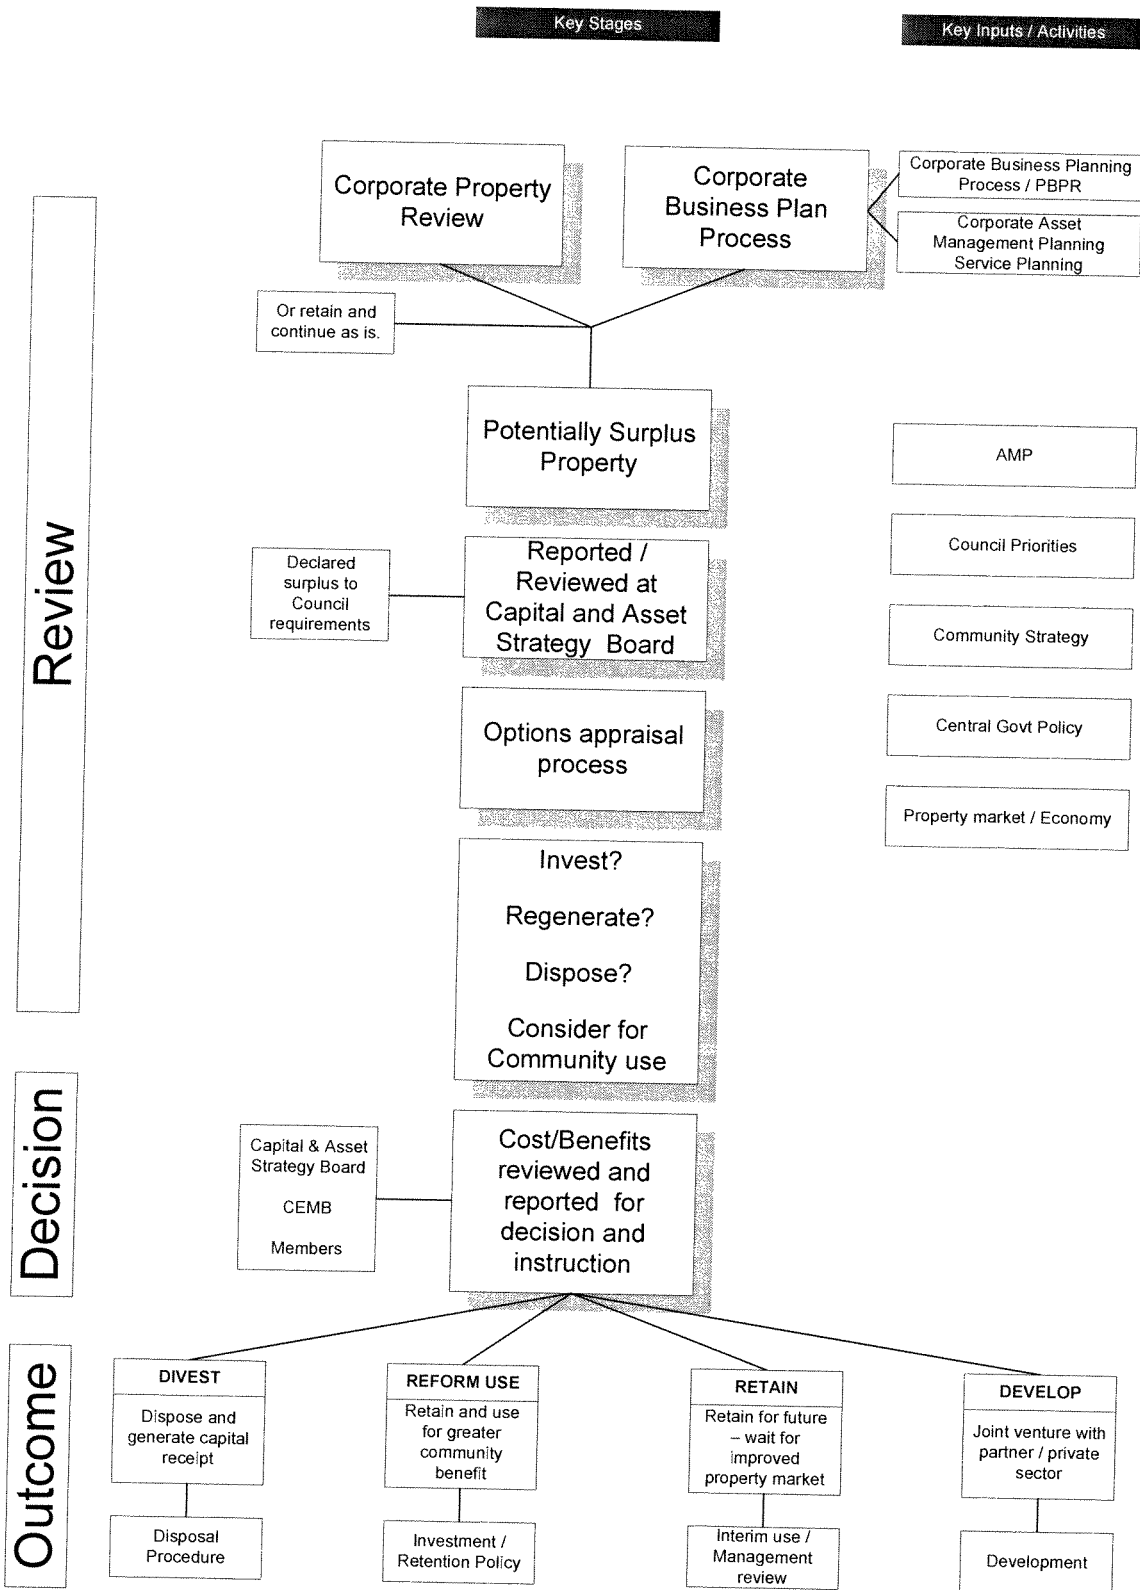 Key Stages
Key Inputs / Activities
Corporate Property
Review
Corporate
Business Plan
Process
Corporate Business Planning
Process / PBPR
Corporate Asset
Management Planning
Service Planning
Or retain and
continue as is.
Review
Potentially Surplus
Property
AMP
Declared
surplus to
Council
requirements
Reported /
Reviewed at
Capital and Asset
Strategy Board
Council Priorities
Community Strategy
Options appraisal
process
Central Govt Policy
Property market / Economy
Invest?
Regenerate?
Dispose?
Consider for
Community use
Decision
Capital & Asset
Strategy Board
CEMB
Members
Cost/Benefits
reviewed and
reported for
decision and
instruction
Outcome
DIVEST
Dispose and
generate capital
receipt
Disposal
Procedure
REFORM USE
Retain and use
for greater
community
benefit
Investment /
Retention Policy
RETAIN
Retain for future
– wait for
improved
property market
Interim use /
Management
review
DEVELOP
Joint venture with
partner / private
sector
Development